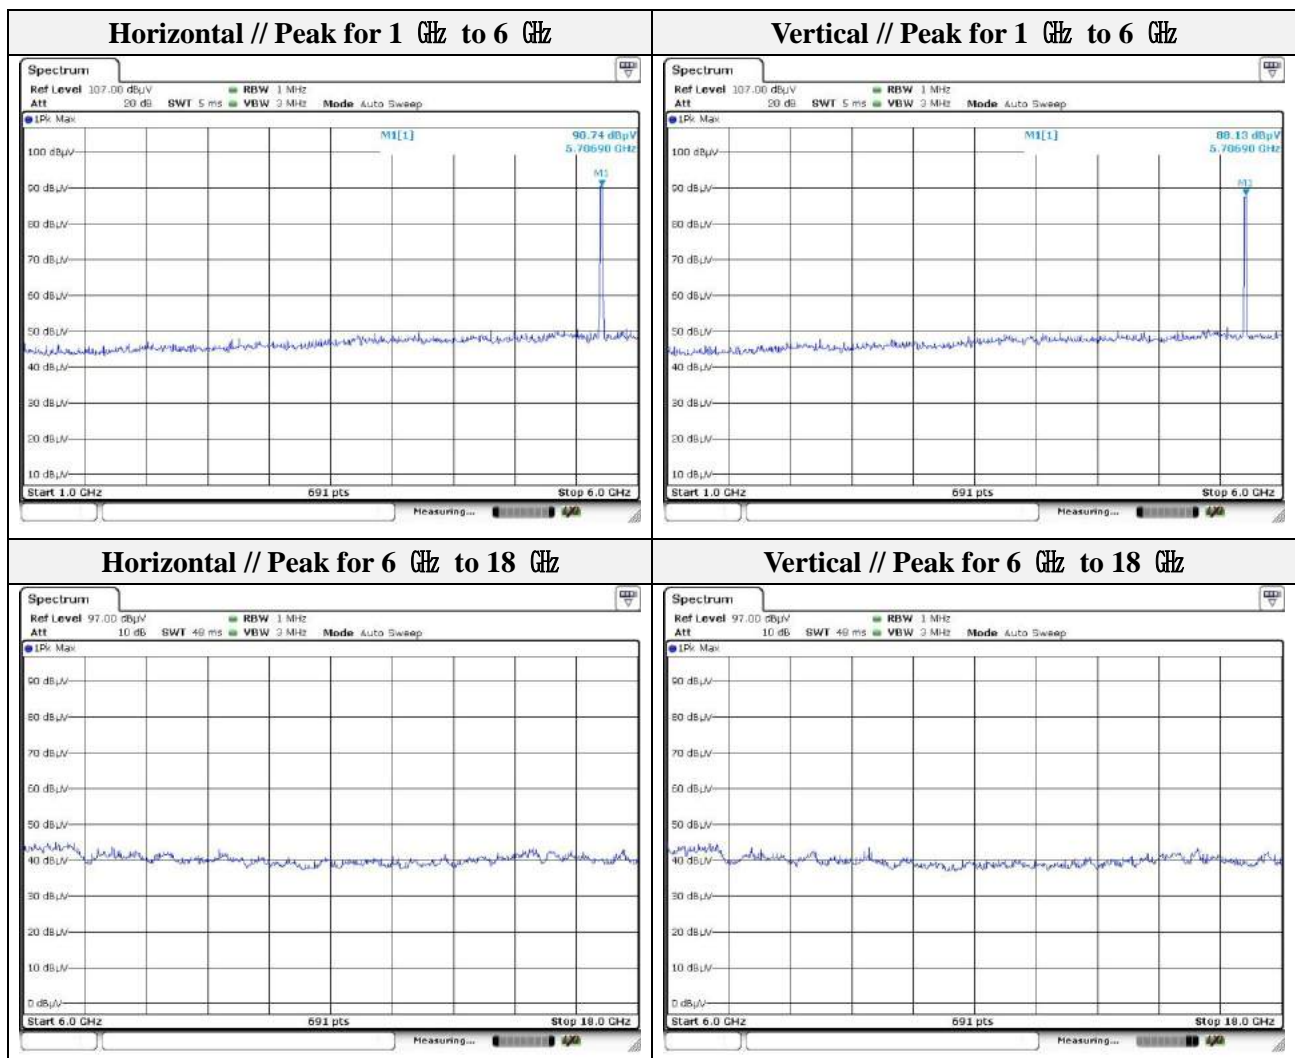 Horizontal // Peak for 1 ㎓ to 6 ㎓
Vertical // Peak for 1 ㎓ to 6 ㎓
Spectrum
Ref Level 107.00 dBµV RBW 1 MHz
Att 20 dB SWT 5 ms VBW 3 MHz Mode Auto Sweep
1Pk Max
M1[1] 90.74 dBµV
5.70690 GHz
M1
100 dBµV
90 dBµV
80 dBµV
70 dBµV
60 dBµV
50 dBµV
40 dBµV
30 dBµV
20 dBµV
10 dBµV
Start 1.0 GHz 691 pts Stop 6.0 GHz
Measuring...
Spectrum
Ref Level 107.00 dBµV RBW 1 MHz
Att 20 dB SWT 5 ms VBW 3 MHz Mode Auto Sweep
1Pk Max
M1[1] 88.13 dBµV
5.70690 GHz
M1
100 dBµV
90 dBµV
80 dBµV
70 dBµV
60 dBµV
50 dBµV
40 dBµV
30 dBµV
20 dBµV
10 dBµV
Start 1.0 GHz 691 pts Stop 6.0 GHz
Measuring...
Horizontal // Peak for 6 ㎓ to 18 ㎓
Vertical // Peak for 6 ㎓ to 18 ㎓
Spectrum
Ref Level 97.00 dBµV RBW 1 MHz
Att 10 dB SWT 48 ms VBW 3 MHz Mode Auto Sweep
1Pk Max
90 dBµV
80 dBµV
70 dBµV
60 dBµV
50 dBµV
40 dBµV
30 dBµV
20 dBµV
10 dBµV
0 dBµV
Start 6.0 GHz 691 pts Stop 18.0 GHz
Measuring...
Spectrum
Ref Level 97.00 dBµV RBW 1 MHz
Att 10 dB SWT 48 ms VBW 3 MHz Mode Auto Sweep
1Pk Max
90 dBµV
80 dBµV
70 dBµV
60 dBµV
50 dBµV
40 dBµV
30 dBµV
20 dBµV
10 dBµV
0 dBµV
Start 6.0 GHz 691 pts Stop 18.0 GHz
Measuring...